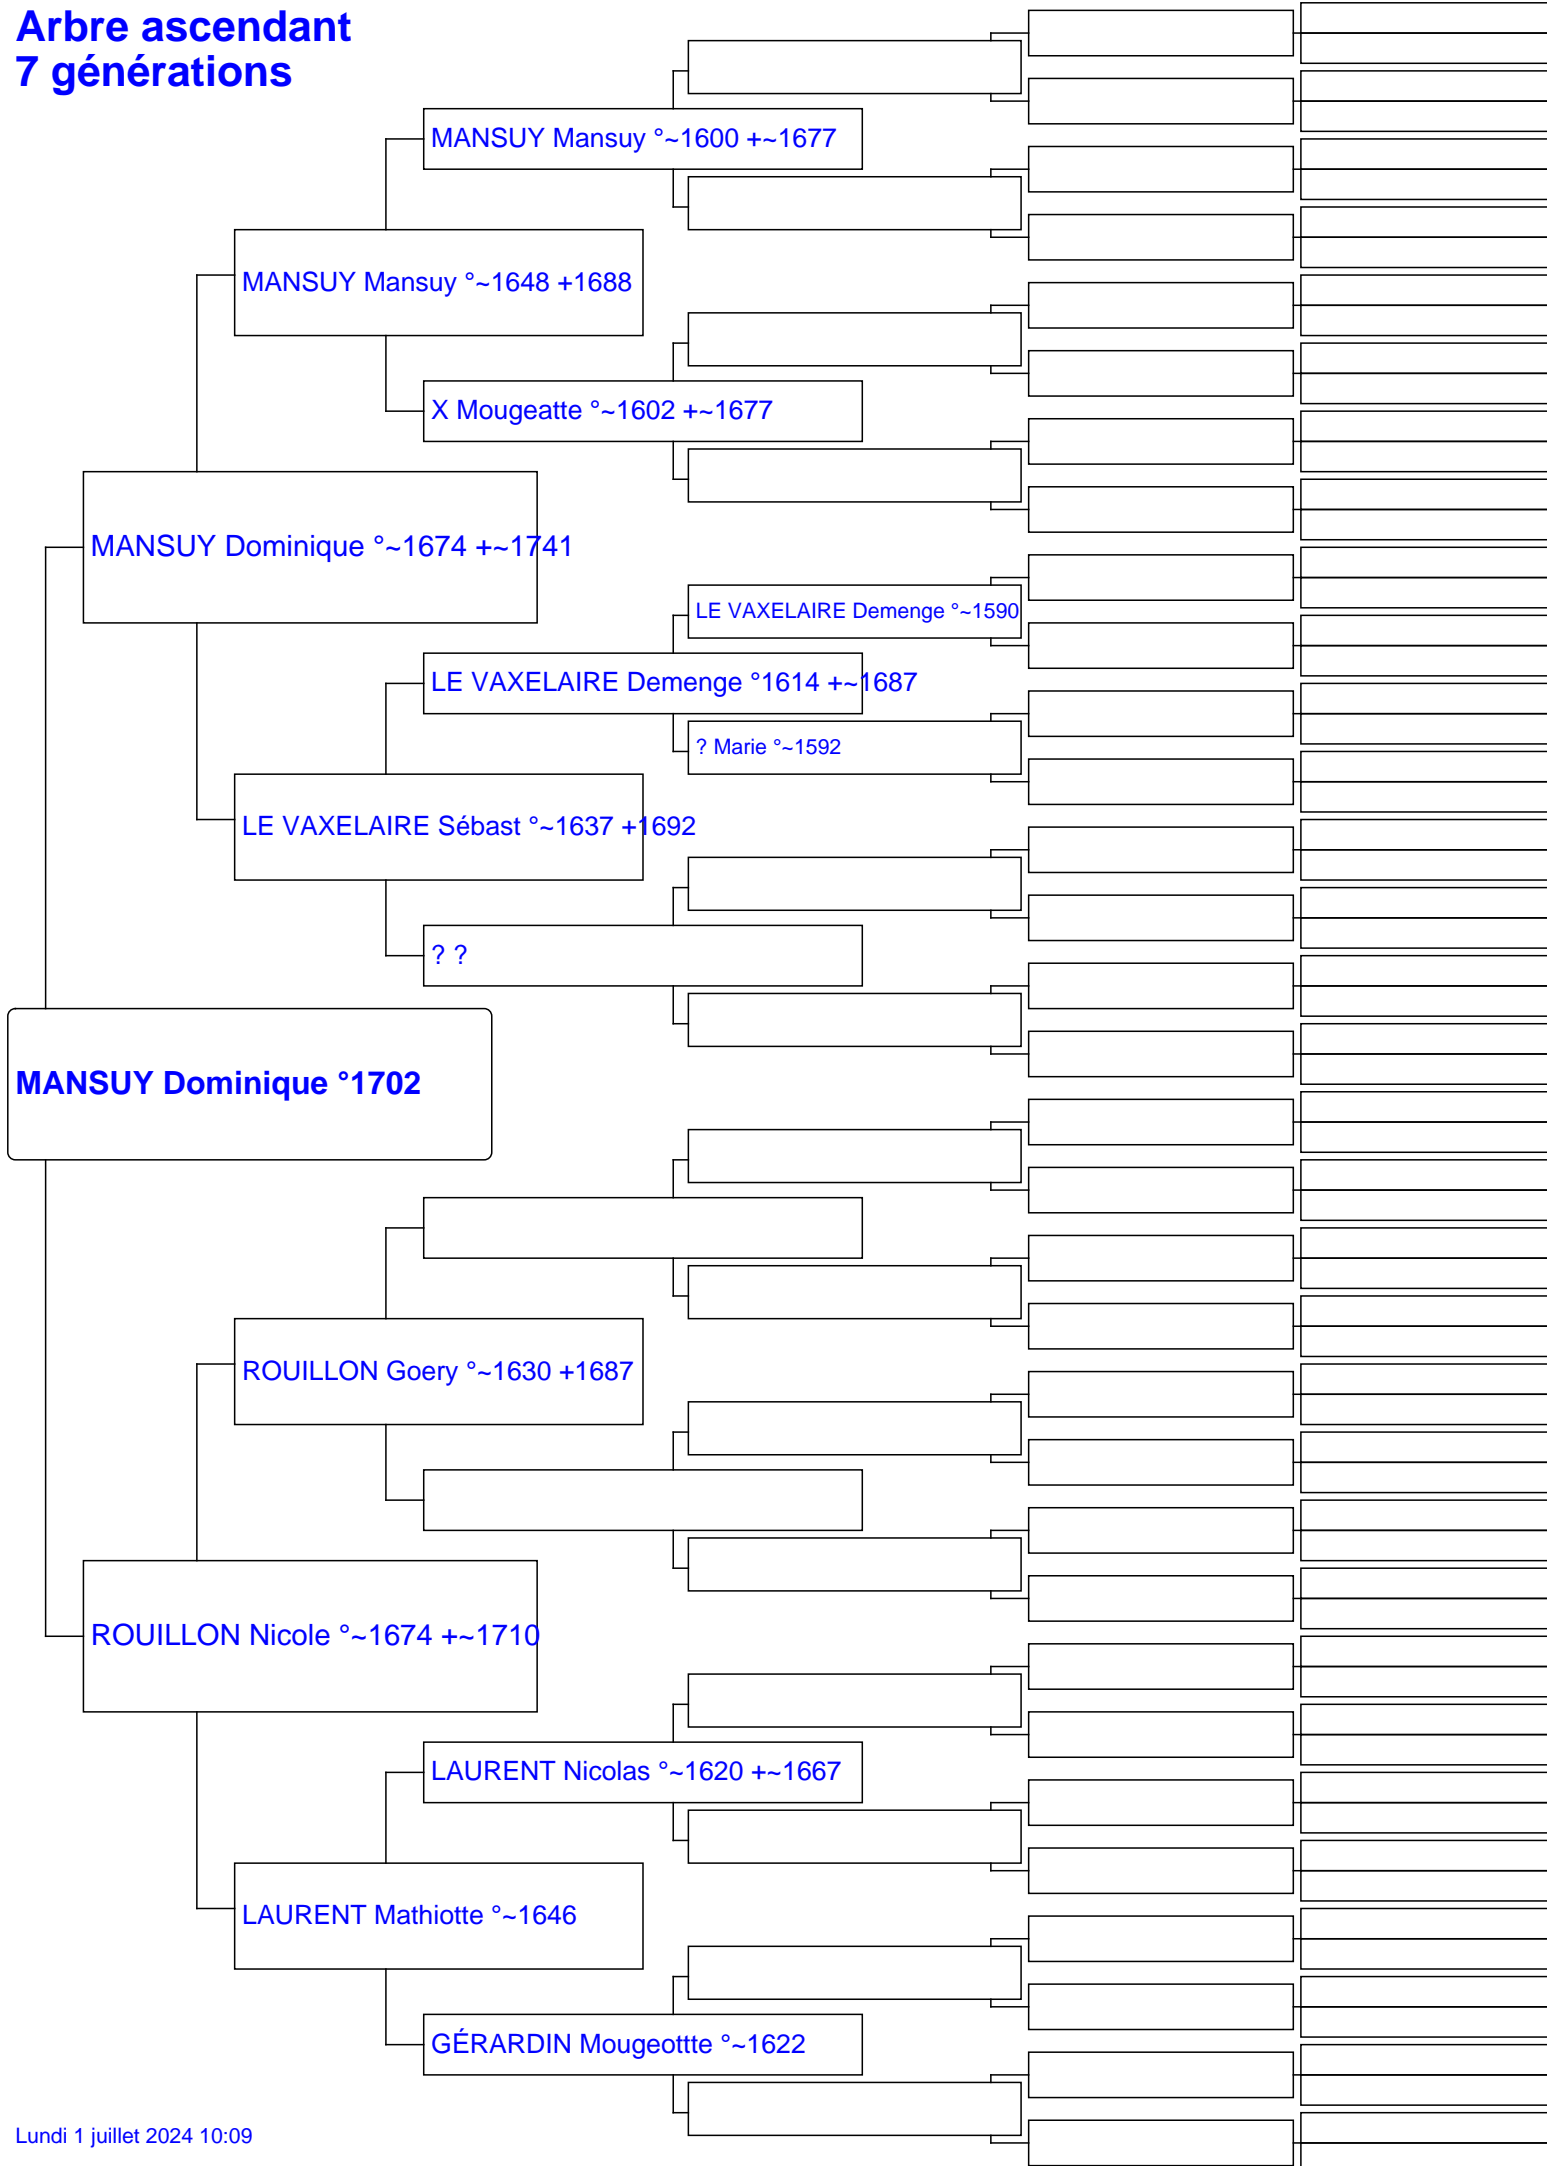 Arbre ascendant
7 générations
MANSUY Mansuy °~1600 +~1677
MANSUY Mansuy °~1648 +1688
X Mougeatte °~1602 +~1677
MANSUY Dominique °~1674 +~1741
LE VAXELAIRE Demenge °~1590
LE VAXELAIRE Demenge °1614 +~1687
? Marie °~1592
LE VAXELAIRE Sébast °~1637 +1692
? ?
MANSUY Dominique °1702
ROUILLON Goery °~1630 +1687
ROUILLON Nicole °~1674 +~1710
LAURENT Nicolas °~1620 +~1667
LAURENT Mathiotte °~1646
GÉRARDIN Mougeottte °~1622
Lundi 1 juillet 2024 10:09